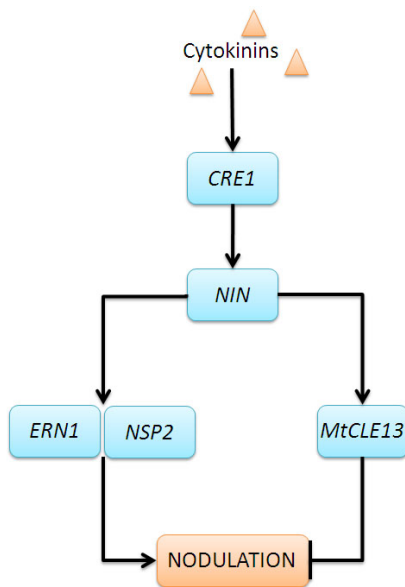 Cytokinins
CRE1
NIN
ERN1
NSP2
MtCLE13
NODULATION